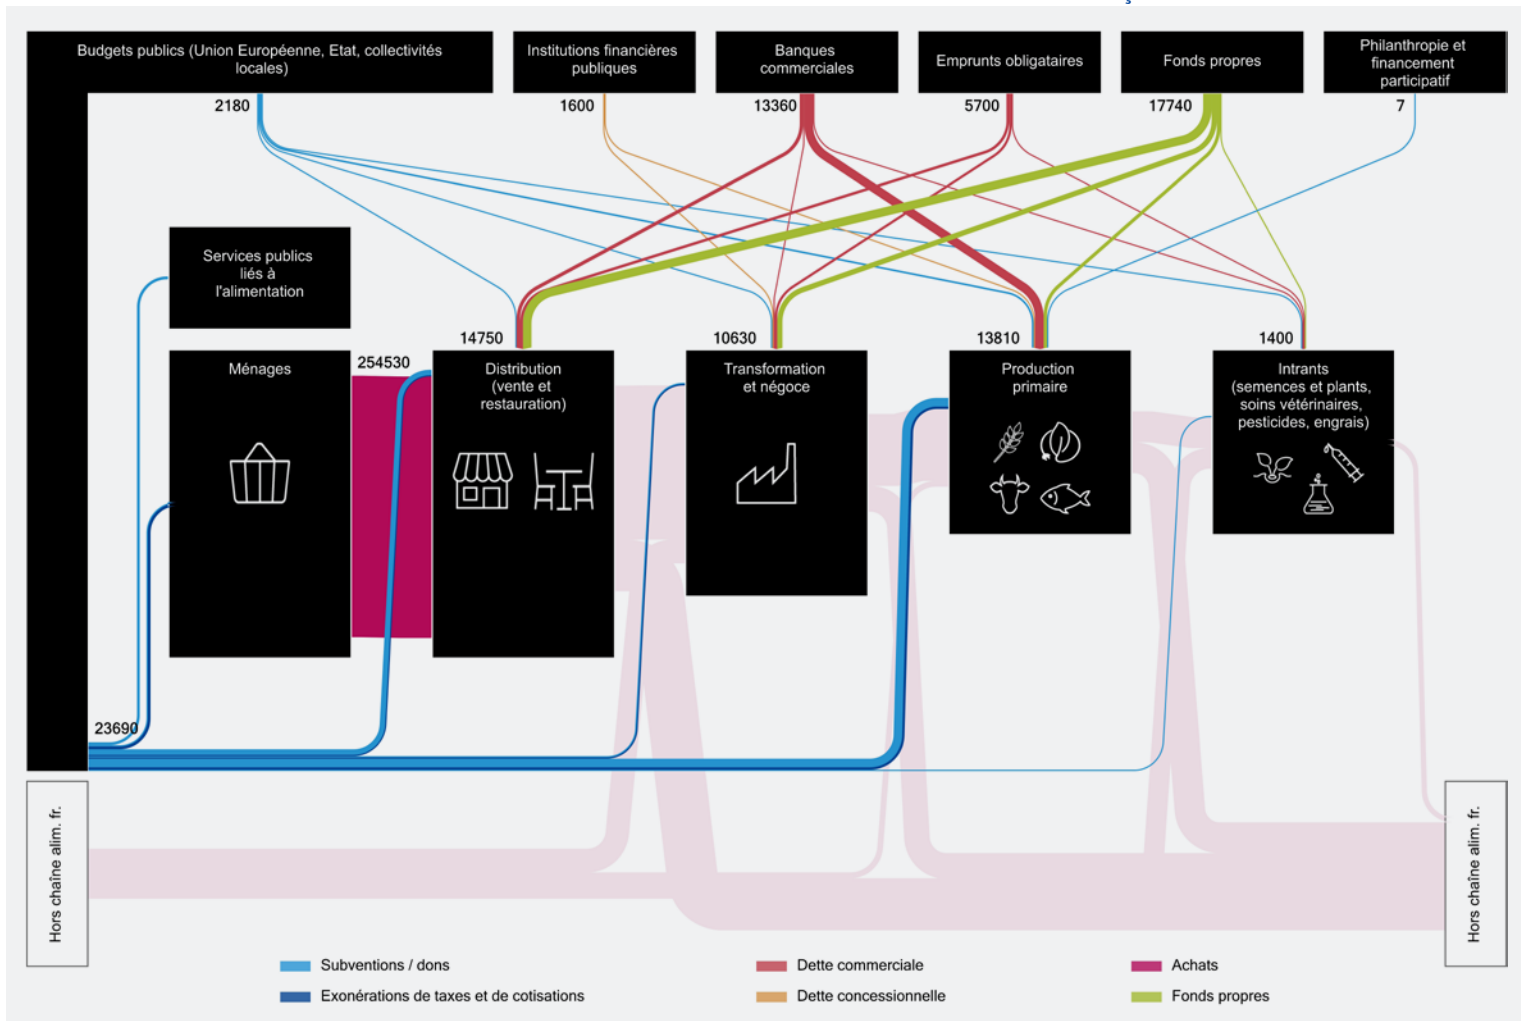 Budgets publics (Union Européenne, Etat, collectivités
locales)
Institutions financières
publiques
Banques
commerciales
Emprunts obligataires
Fonds propres
Philanthropie et
financement
participatif
2180
1600
13360
5700
17740
7
Services publics
liés à
l'alimentation
14750
10630
13810
1400
Ménages
254530
Distribution
(vente et
restauration)
Transformation
et négoce
Production
primaire
Intrants
(semences et plants,
soins vétérinaires,
pesticides, engrais)
23690
Hors chaîne alim. fr.
Hors chaîne alim. fr.
Subventions / dons
Dette commerciale
Achats
Exonérations de taxes et de cotisations
Dette concessionnelle
Fonds propres